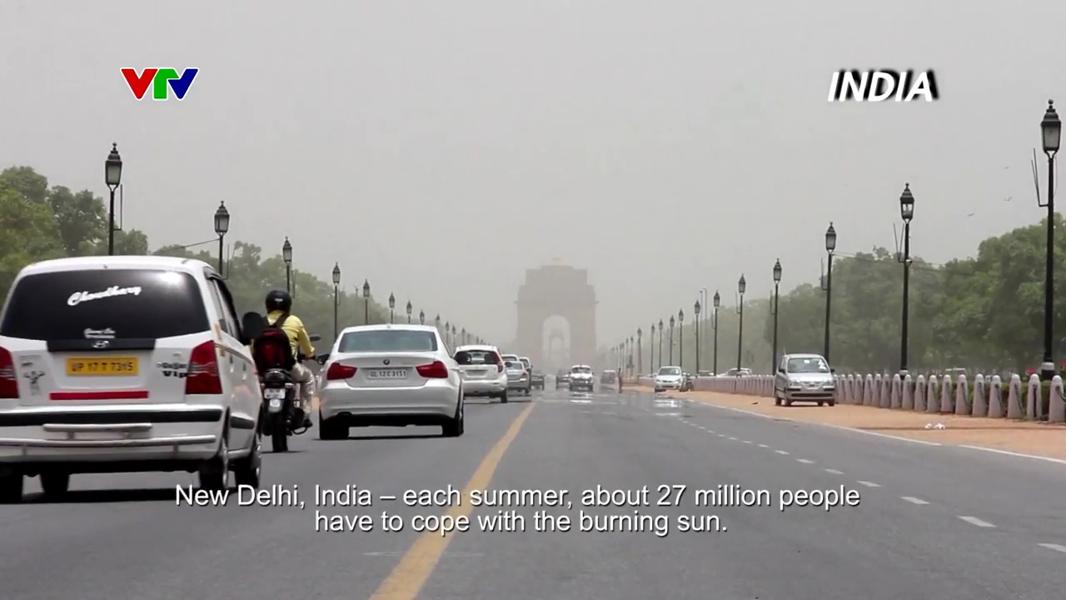 VTV
INDIA
Chowdhary
UP 17 T 7315
VIP
New Delhi, India – each summer, about 27 million people
have to cope with the burning sun.